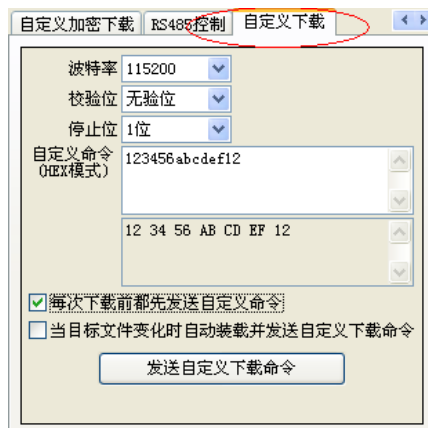 自定义加密下载 RS485控制 自定义下载
波特率 115200
校验位 无验位
停止位 1位
自定义命令 123456abcdef12
(HEX模式)
12 34 56 AB CD EF 12
每次下载前都先发送自定义命令
当目标文件变化时自动装载并发送自定义下载命令
发送自定义下载命令